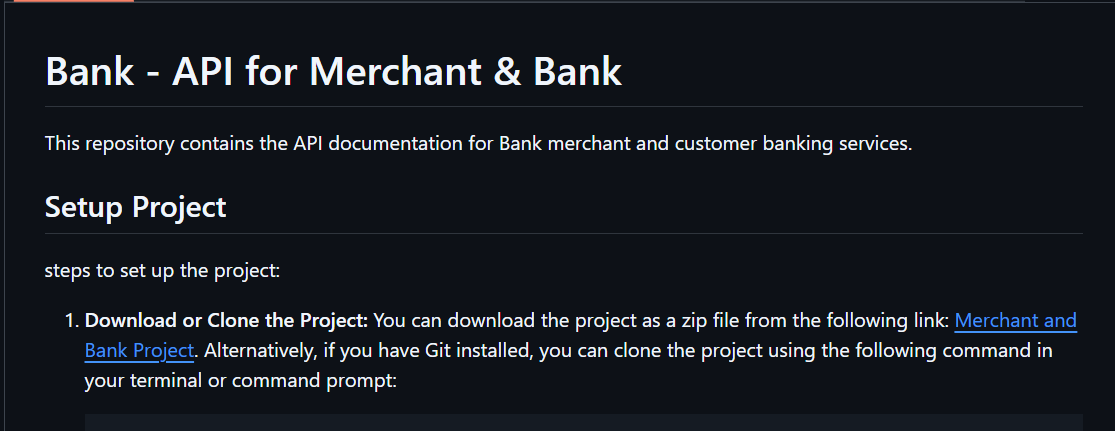 Bank - API for Merchant & Bank
This repository contains the API documentation for Bank merchant and customer banking services.
Setup Project
steps to set up the project:
1. Download or Clone the Project: You can download the project as a zip file from the following link: Merchant and
Bank Project. Alternatively, if you have Git installed, you can clone the project using the following command in
your terminal or command prompt: